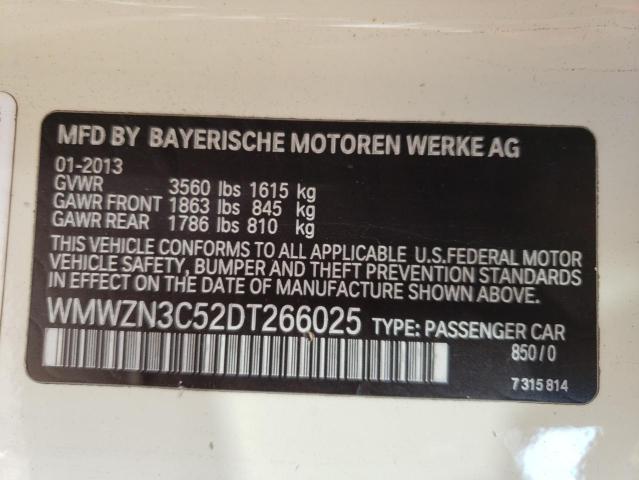 MFD BY BAYERISCHE MOTOREN WERKE AG
01-2013
GVWR 3560 lbs 1615 kg
GAWR FRONT 1863 lbs 845 kg
GAWR REAR 1786 lbs 810 kg
THIS VEHICLE CONFORMS TO ALL APPLICABLE U.S.FEDERAL MOTOR
VEHICLE SAFETY, BUMPER AND THEFT PREVENTION STANDARDS
IN EFFECT ON THE DATE OF MANUFACTURE SHOWN ABOVE.
WMWZN3C52DT266025 TYPE: PASSENGER CAR
850/0
7 315 814